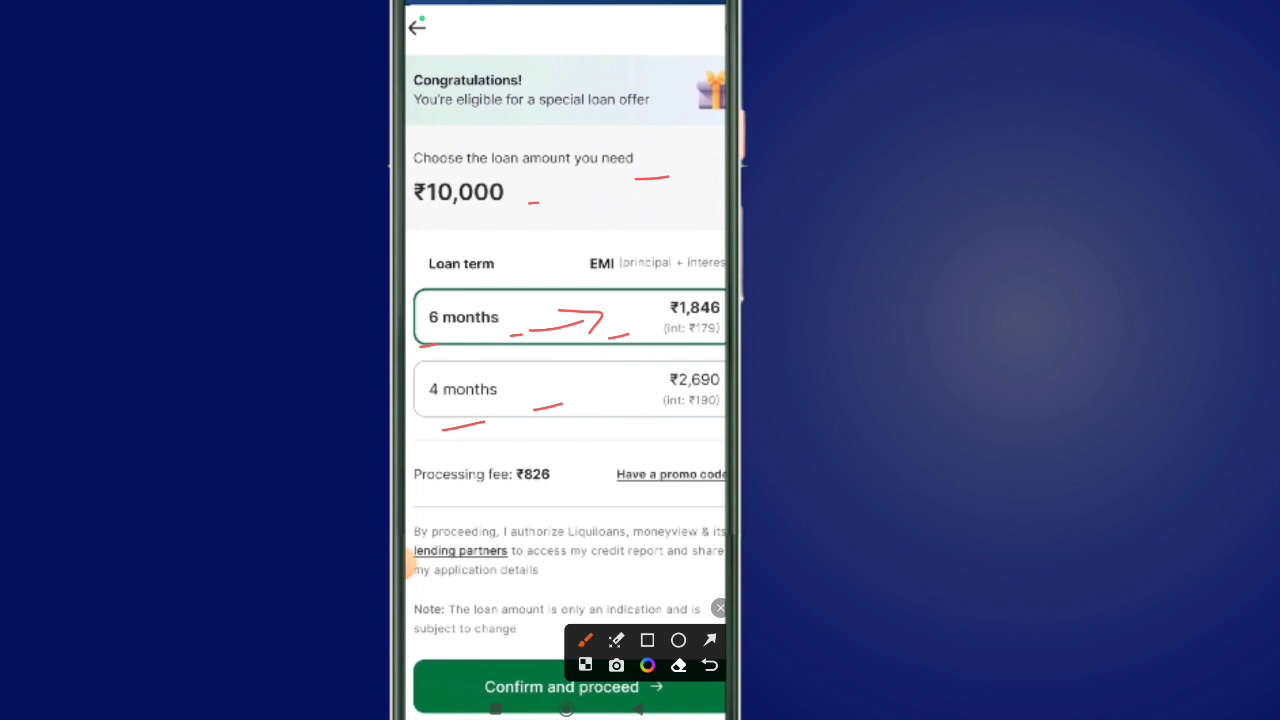 Congratulations!
You're eligible for a special loan offer
Choose the loan amount you need
₹10,000
Loan term EMI (principal + interes
6 months ₹1,846
(int: ₹179)
4 months ₹2,690
(int: ₹190)
Processing fee: ₹826 Have a promo code
By proceeding, I authorize Liquiloans, moneyview & its
lending partners to access my credit report and share
my application details
Note: The loan amount is only an indication and is
subject to change
Confirm and proceed →